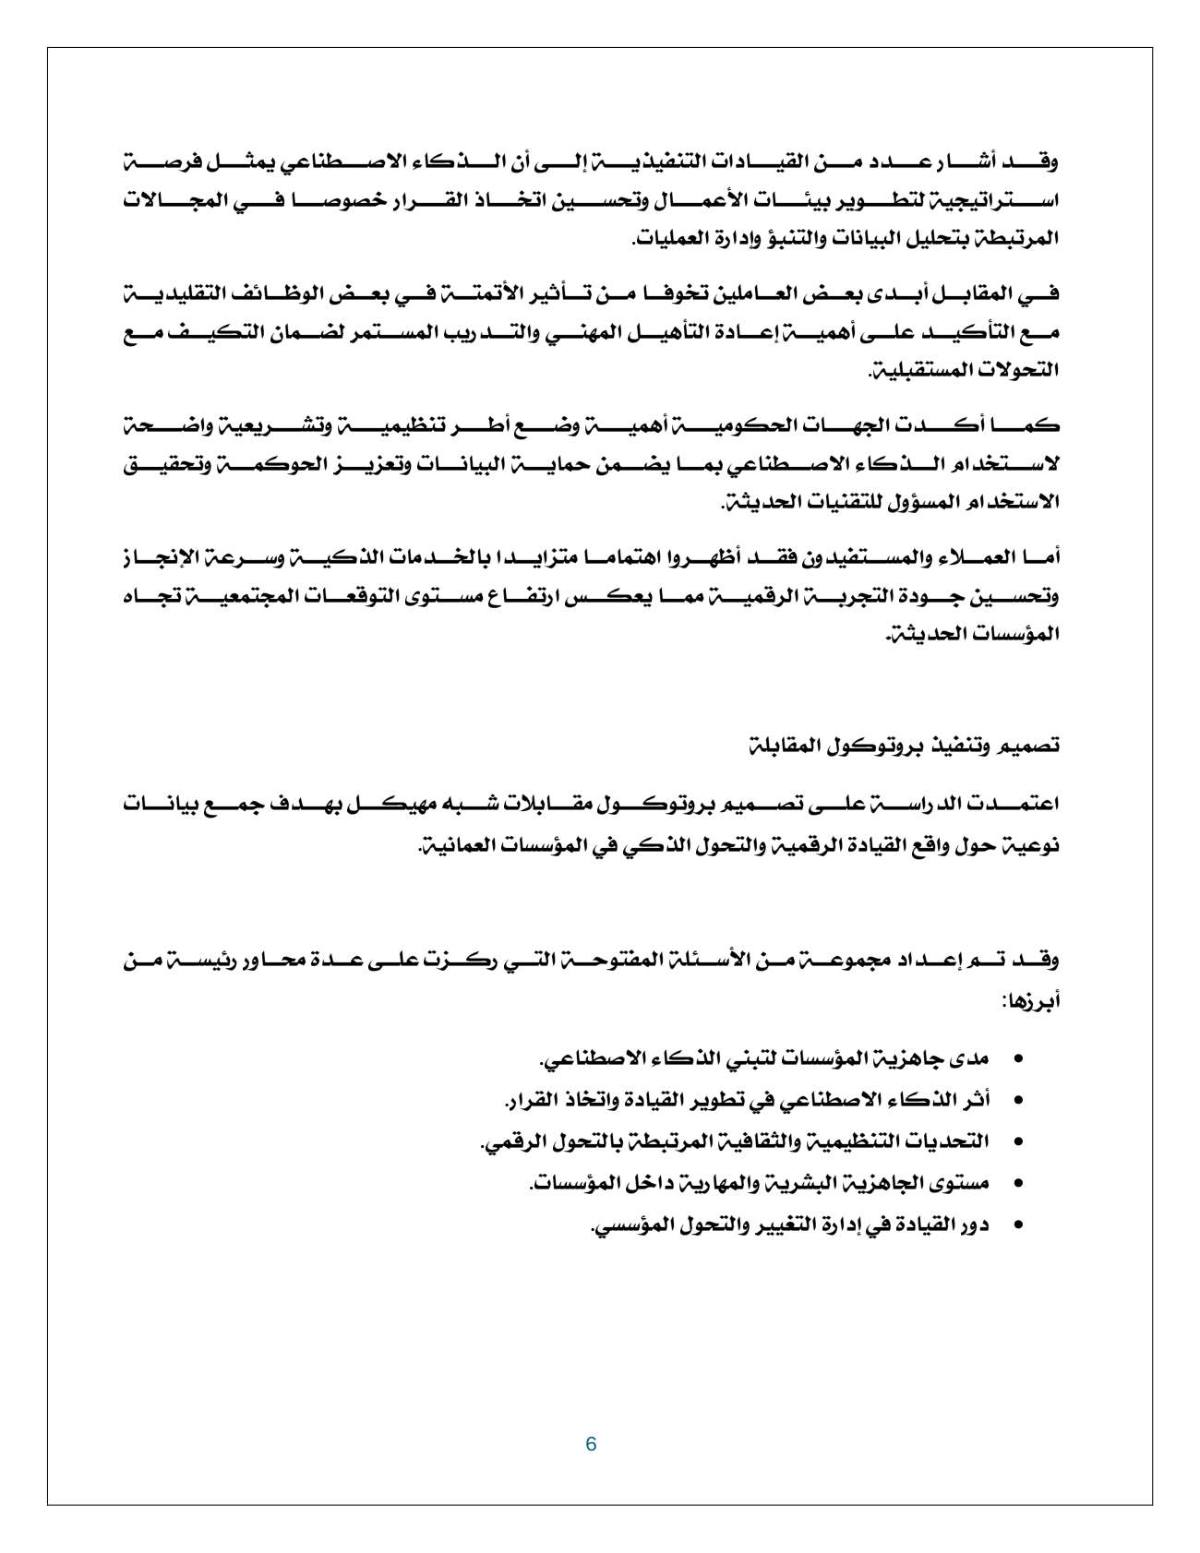 وقد أشار عدد من القيادات التنفيذية إلى أن الذكاء الاصطناعي يمثل فرصة
استراتيجية لتطوير بيئات الأعمال وتحسين اتخاذ القرار خصوصا في المجالات
المرتبطة بتحليل البيانات والتنبؤ وإدارة العمليات.
في المقابل أبدى بعض العاملين تخوفا من تأثير الأتمتة في بعض الوظائف التقليدية
مع التأكيد على أهمية إعادة التأهيل المهني والتدريب المستمر لضمان التكيف مع
التحولات المستقبلية.
كما أكدت الجهات الحكومية أهمية وضع أطر تنظيمية وتشريعية واضحة
لاستخدام الذكاء الاصطناعي بما يضمن حماية البيانات وتعزيز الحوكمة وتحقيق
الاستخدام المسؤول للتقنيات الحديثة.
أما العملاء والمستفيدون فقد أظهروا اهتماما متزايدا بالخدمات الذكية وسرعة الإنجاز
وتحسين جودة التجربة الرقمية مما يعكس ارتفاع مستوى التوقعات المجتمعية تجاه
المؤسسات الحديثة.
تصميم وتنفيذ بروتوكول المقابلة
اعتمدت الدراسة على تصميم بروتوكول مقابلات شبه مهيكل بهدف جمع بيانات
نوعية حول واقع القيادة الرقمية والتحول الذكي في المؤسسات العمانية.
وقد تم إعداد مجموعة من الأسئلة المفتوحة التي ركزت على عدة محاور رئيسة من
أبرزها:
• مدى جاهزية المؤسسات لتبني الذكاء الاصطناعي.
• أثر الذكاء الاصطناعي في تطوير القيادة واتخاذ القرار.
• التحديات التنظيمية والثقافية المرتبطة بالتحول الرقمي.
• مستوى الجاهزية البشرية والمهارية داخل المؤسسات.
• دور القيادة في إدارة التغيير والتحول المؤسسي.
6